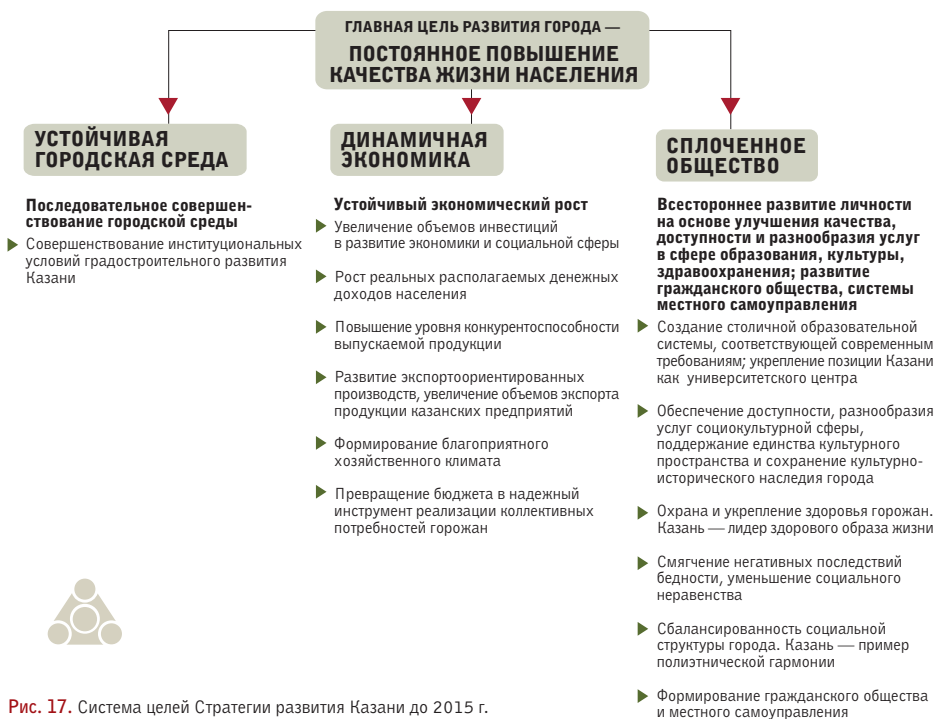 ГЛАВНАЯ ЦЕЛЬ РАЗВИТИЯ ГОРОДА —
ПОСТОЯННОЕ ПОВЫШЕНИЕ
КАЧЕСТВА ЖИЗНИ НАСЕЛЕНИЯ
УСТОЙЧИВАЯ
ГОРОДСКАЯ СРЕДА
Последовательное совершен-
ствование городской среды
Совершенствование институциональных
условий градостроительного развития
Казани
ДИНАМИЧНАЯ
ЭКОНОМИКА
Устойчивый экономический рост
Увеличение объемов инвестиций
в развитие экономики и социальной сферы
Рост реальных располагаемых денежных
доходов населения
Повышение уровня конкурентоспособности
выпускаемой продукции
Развитие экспортоориентированных
производств, увеличение объемов экспорта
продукции казанских предприятий
Формирование благоприятного
хозяйственного климата
Превращение бюджета в надежный
инструмент реализации коллективных
потребностей горожан
СПЛОЧЕННОЕ
ОБЩЕСТВО
Всестороннее развитие личности
на основе улучшения качества,
доступности и разнообразия услуг
в сфере образования, культуры,
здравоохранения; развитие
гражданского общества, системы
местного самоуправления
Создание столичной образовательной
системы, соответствующей современным
требованиям; укрепление позиции Казани
как университетского центра
Обеспечение доступности, разнообразия
услуг социокультурной сферы,
поддержание единства культурного
пространства и сохранение культурно-
исторического наследия города
Охрана и укрепление здоровья горожан.
Казань — лидер здорового образа жизни
Смягчение негативных последствий
бедности, уменьшение социального
неравенства
Сбалансированность социальной
структуры города. Казань — пример
полиэтнической гармонии
Формирование гражданского общества
и местного самоуправления
Рис. 17. Система целей Стратегии развития Казани до 2015 г.